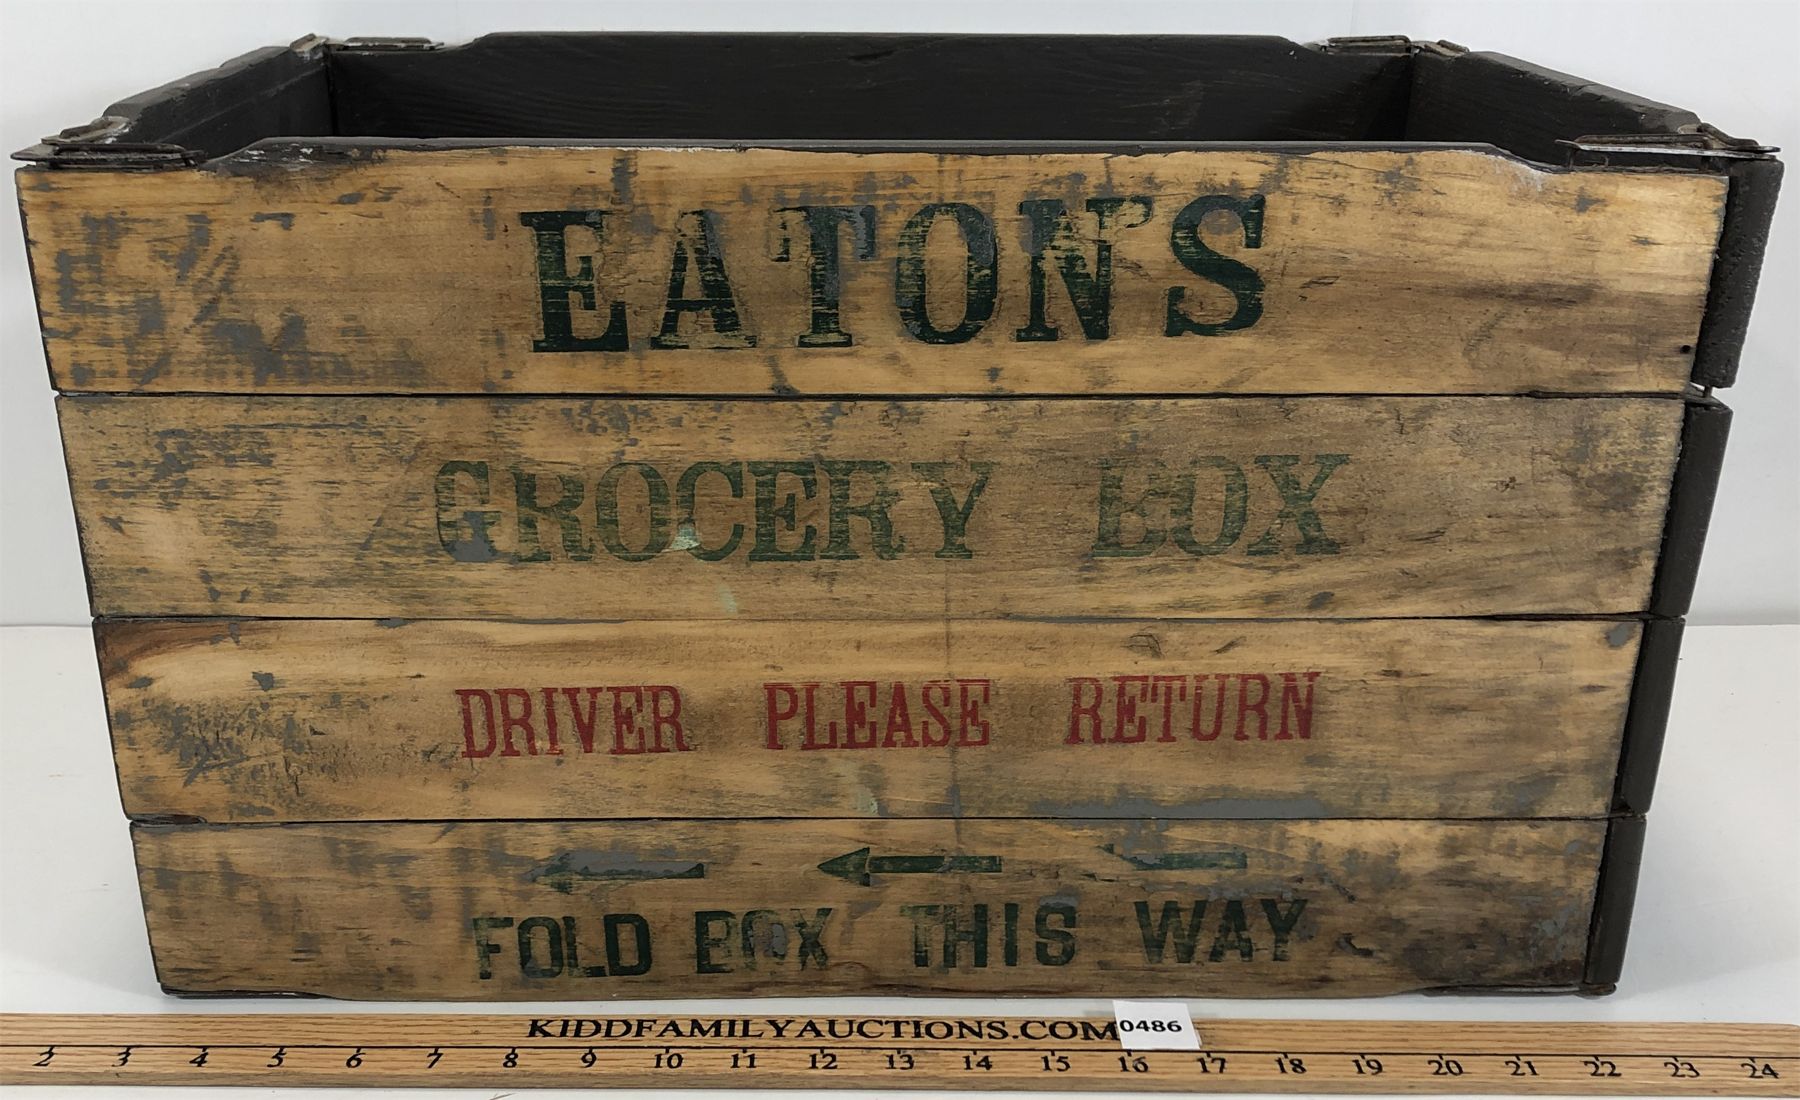 EATON'S
GROCERY BOX
DRIVER PLEASE RETURN
FOLD BOX THIS WAY
KIDDFAMILYAUCTIONS.COM 0486
2 3 4 5 6 7 8 9 10 11 12 13 14 15 16 17 18 19 20 21 22 23 24